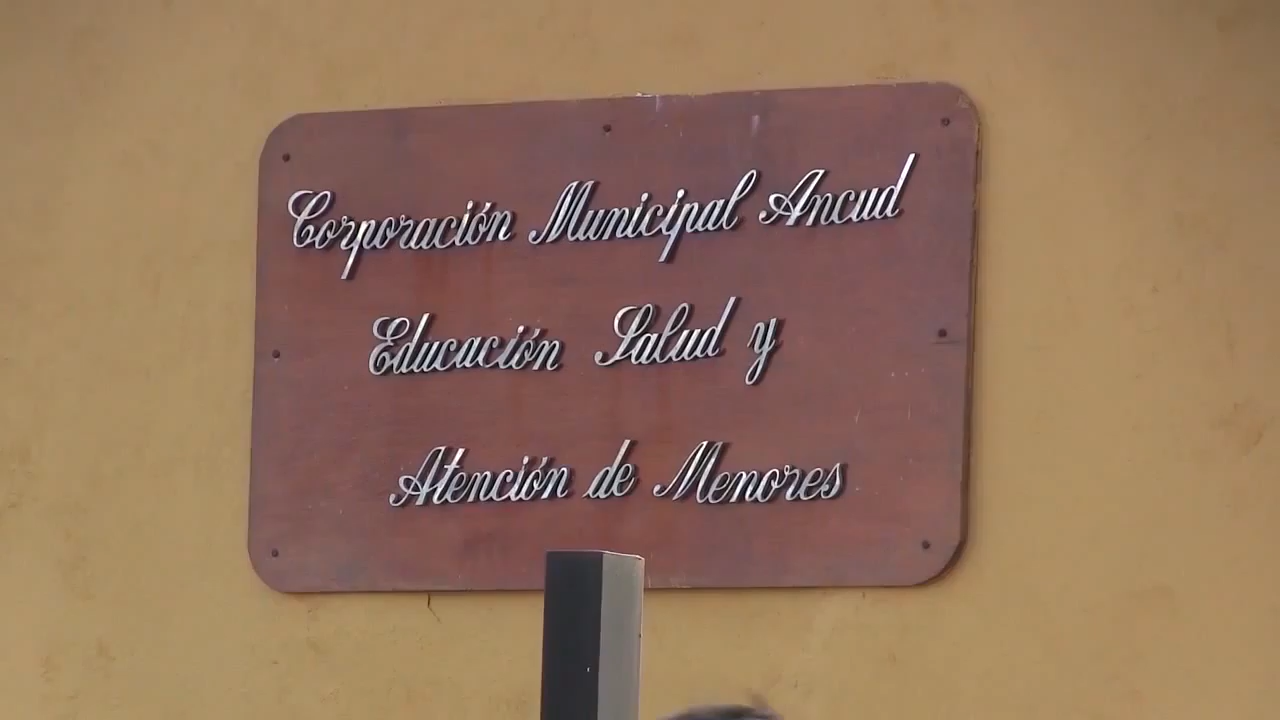 Corporación Municipal Ancud
Educación Salud y
Atención de Menores